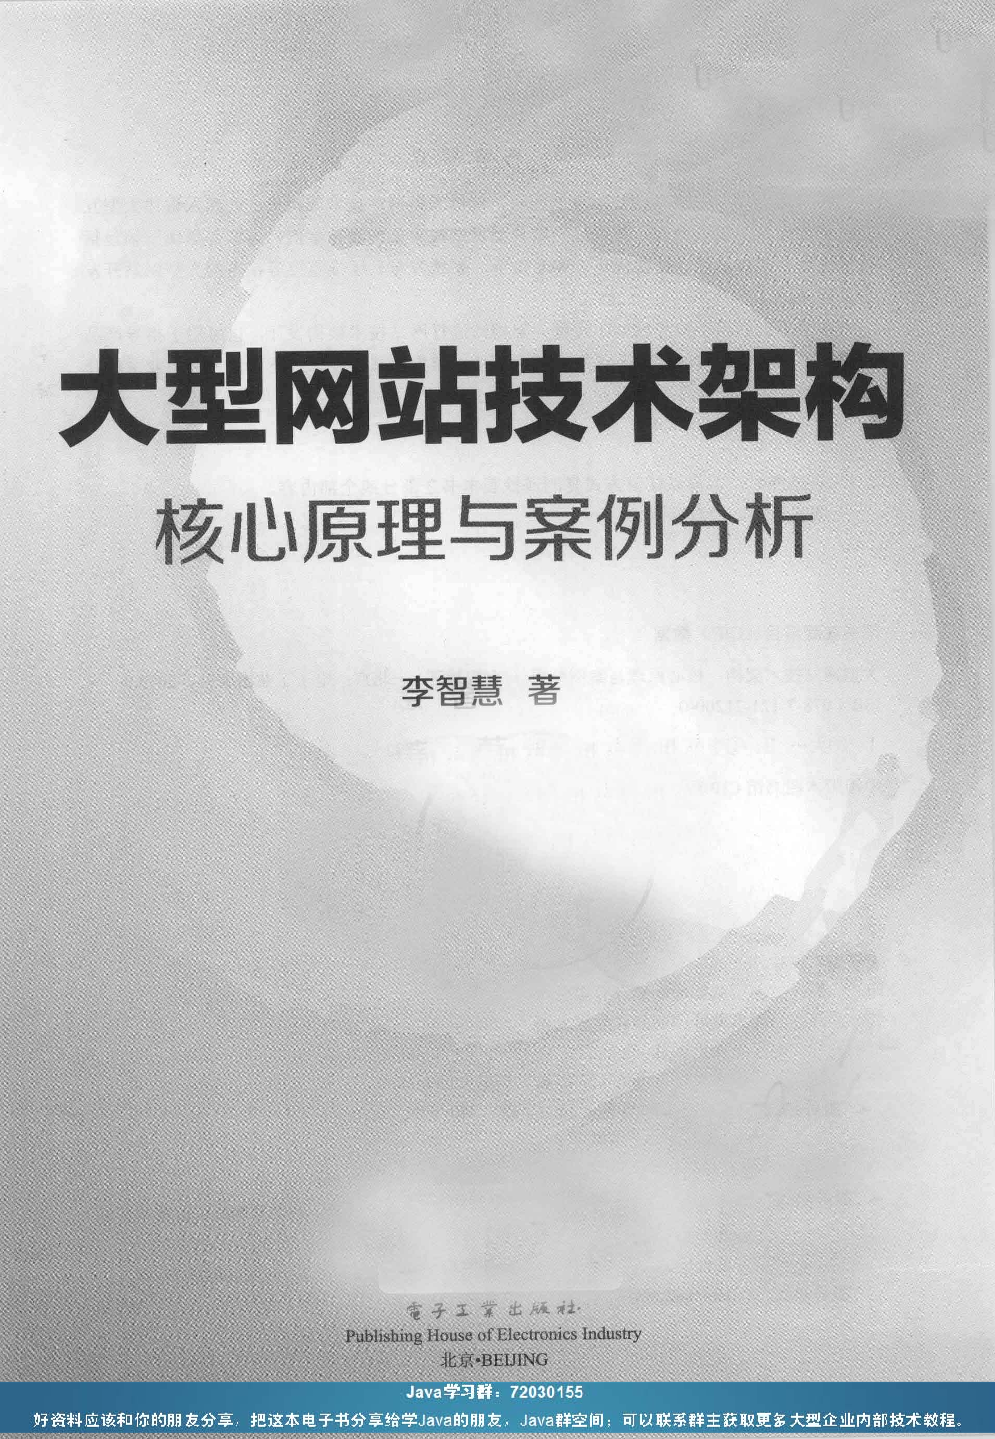 大型网站技术架构
核心原理与案例分析
李智慧 著
電子工業出版社·
Publishing House of Electronics Industry
北京•BEIJING
Java学习群：72030155
好资料应该和你的朋友分享，把这本电子书分享给学Java的朋友，Java群空间；可以联系群主获取更多大型企业内部技术教程。